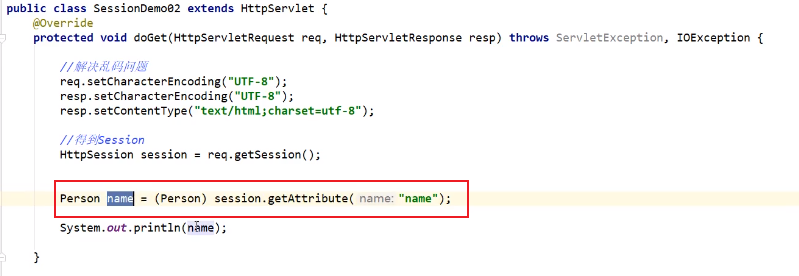 public class SessionDemo02 extends HttpServlet {
@Override
protected void doGet(HttpServletRequest req, HttpServletResponse resp) throws ServletException, IOException {
//解决乱码问题
req.setCharacterEncoding("UTF-8");
resp.setCharacterEncoding("UTF-8");
resp.setContentType("text/html;charset=utf-8");
//得到Session
HttpSession session = req.getSession();
Person name = (Person) session.getAttribute( name: "name");
System.out.println(name);
}